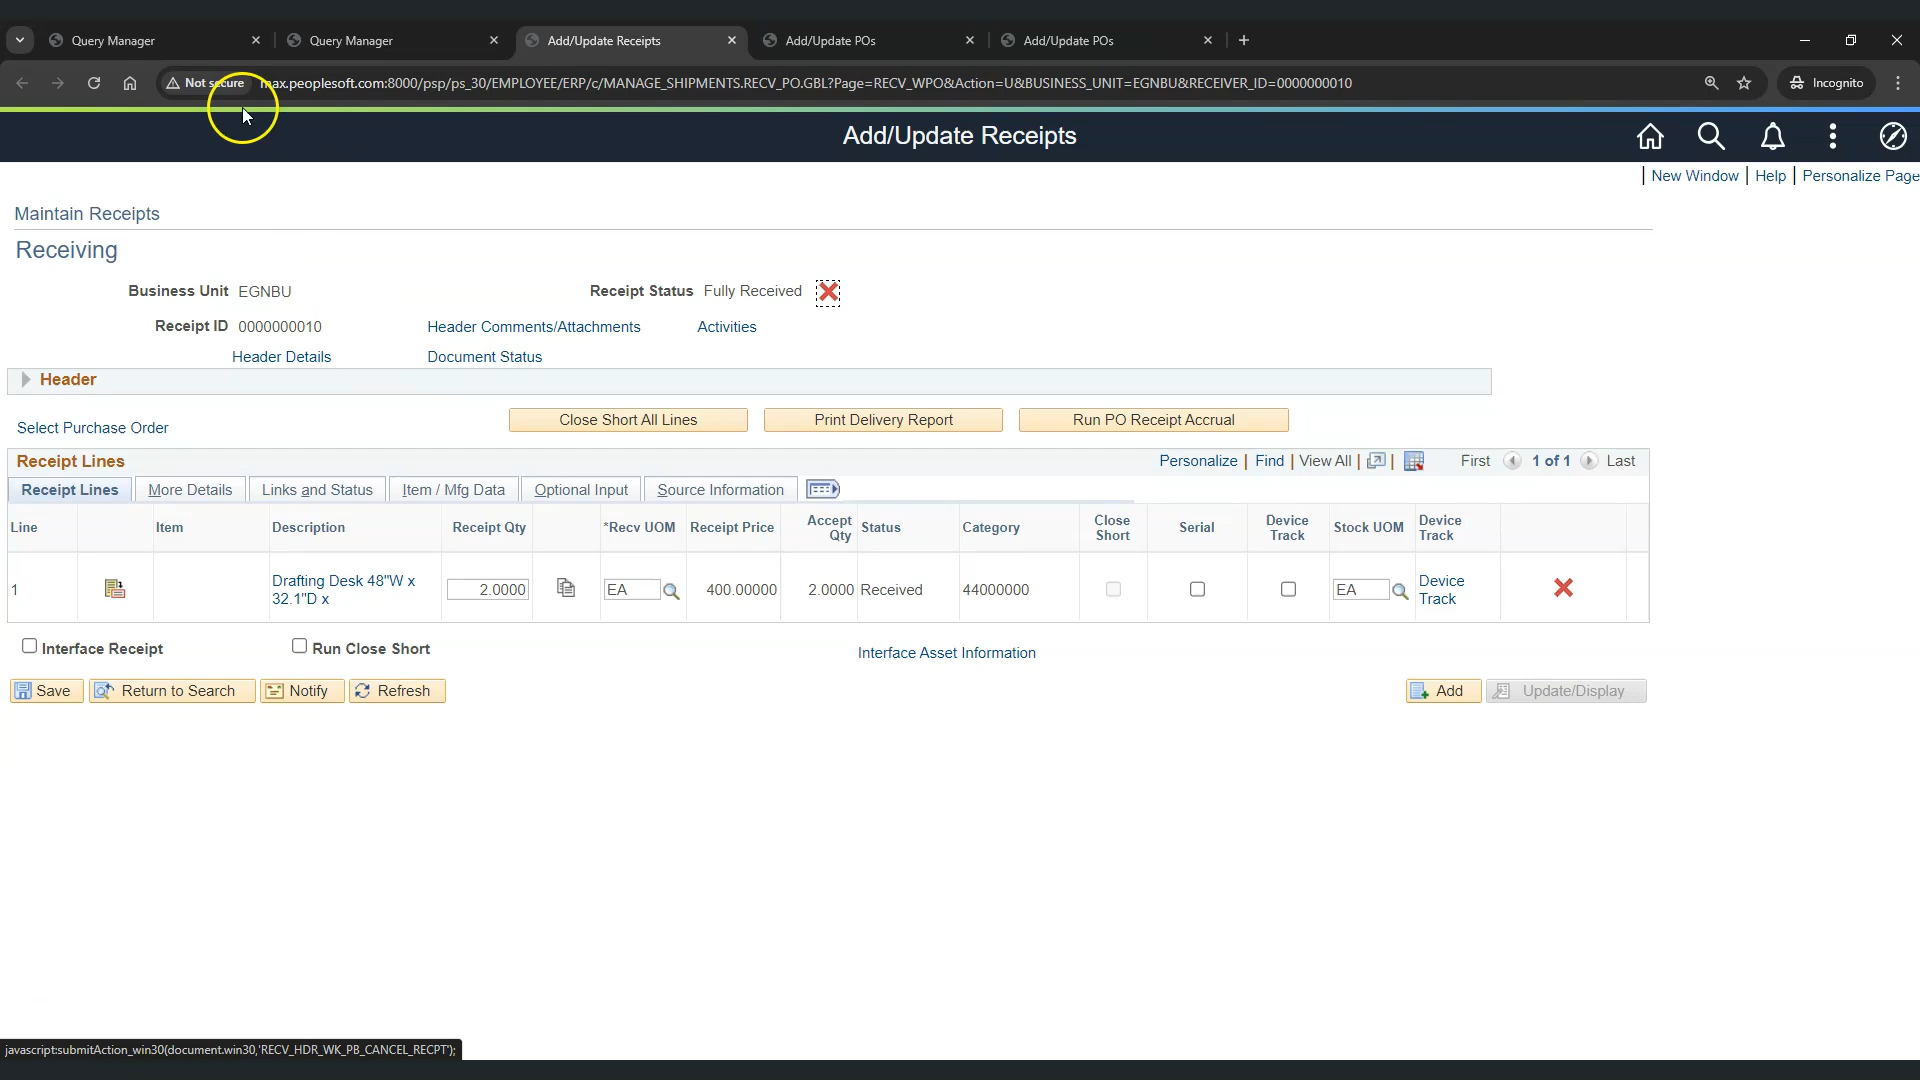 Query Manager
Query Manager
Add/Update Receipts
Add/Update POs
Add/Update POs
Not secure
max.peoplesoft.com:8000/psp/ps_30/EMPLOYEE/ERP/c/MANAGE_SHIPMENTS.RECV_PO.GBL?Page=RECV_WPO&Action=U&BUSINESS_UNIT=EGNBU&RECEIVER_ID=0000000010
Incognito
Add/Update Receipts
New Window | Help | Personalize Page
Maintain Receipts
Receiving
Business Unit EGNBU Receipt Status Fully Received
Receipt ID 0000000010 Header Comments/Attachments Activities
Header Details Document Status
Header
Select Purchase Order Close Short All Lines Print Delivery Report Run PO Receipt Accrual
Receipt Lines Personalize | Find | View All | First 1 of 1 Last
Receipt Lines More Details Links and Status Item / Mfg Data Optional Input Source Information
Line Item Description Receipt Qty *Recv UOM Receipt Price Accept Qty Status Category Close Short Serial Device Track Stock UOM Device Track
1 Drafting Desk 48"W x 32.1"D x 2.0000 EA 400.00000 2.0000 Received 44000000 EA Device Track
Interface Receipt Run Close Short Interface Asset Information
Save Return to Search Notify Refresh Add Update/Display
javascript:submitAction_win30(document.win30,'RECV_HDR_WK_PB_CANCEL_RECPT');